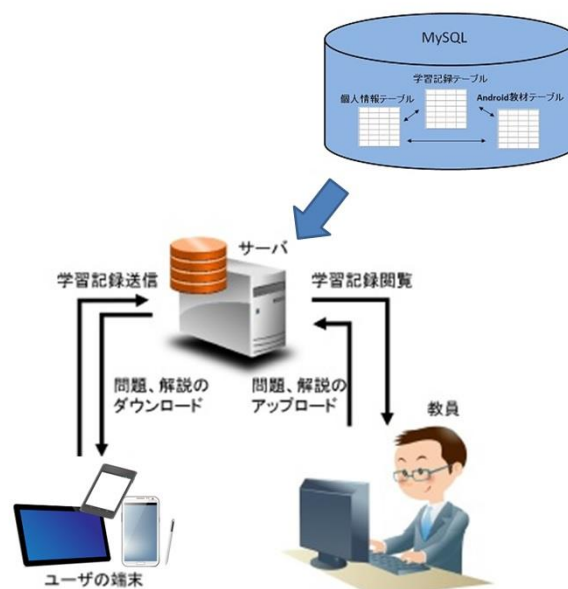 MySQL
学習記録テーブル
個人情報テーブル
Android教材テーブル
サーバ
学習記録送信
学習記録閲覧
問題、解説の
ダウンロード
問題、解説の
アップロード
教員
ユーザの端末